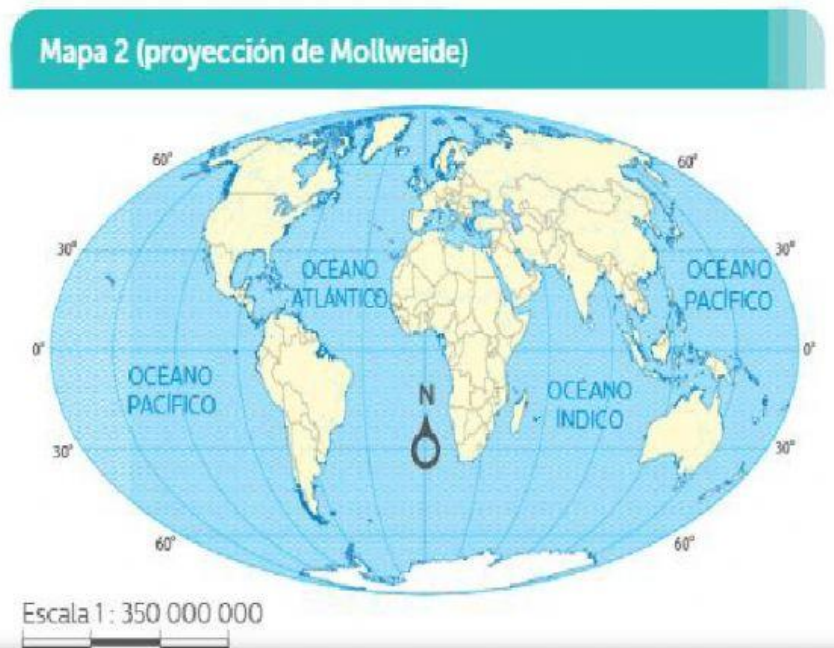 Mapa 2 (proyección de Mollweide)
60°
60°
30°
30°
OCÉANO
ATLÁNTICO
OCÉANO
PACÍFICO
0°
0°
OCÉANO
PACÍFICO
N
OCÉANO
ÍNDICO
30°
30°
60°
60°
Escala 1 : 350 000 000